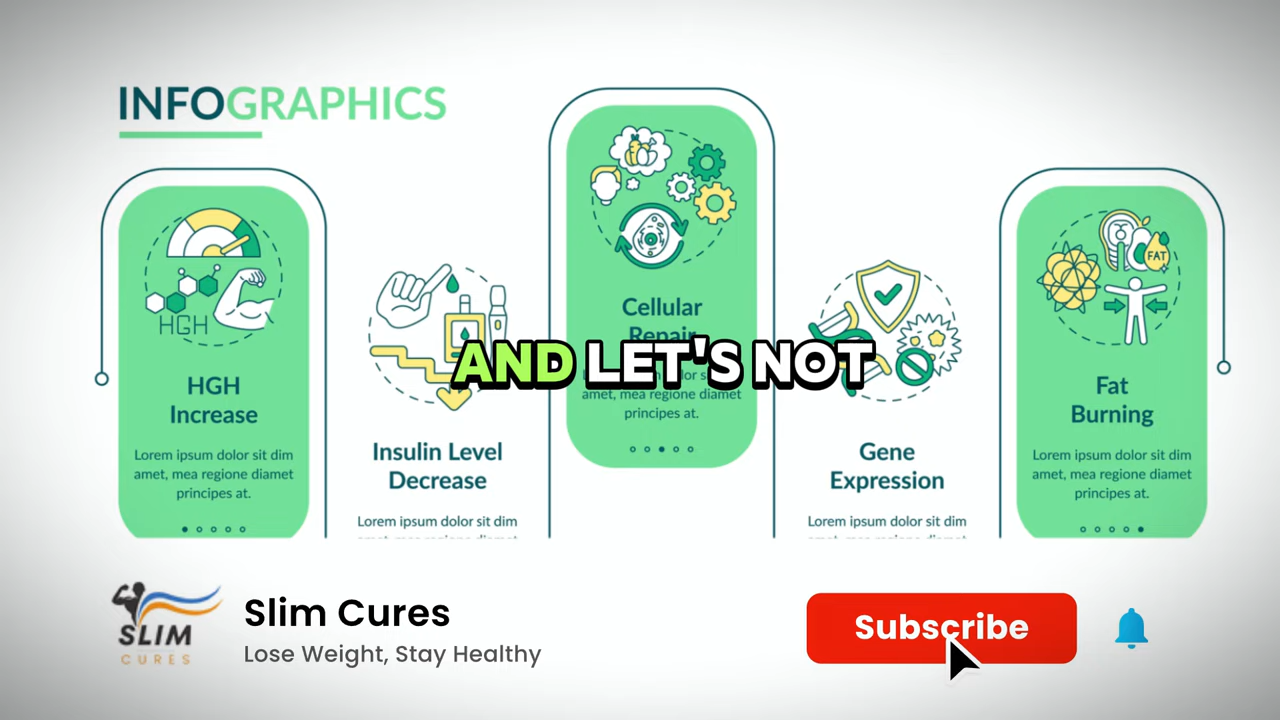 INFOGRAPHICS
HGH
HGH
Increase
Lorem ipsum dolor sit dim
amet, mea regione diamet
principes at.
Insulin Level
Decrease
Lorem ipsum dolor sit dim
Cellular
Repair
amet, mea regione diamet
principes at.
AND LET'S NOT
Gene
Expression
Lorem ipsum dolor sit dim
FAT
Fat
Burning
Lorem ipsum dolor sit dim
amet, mea regione diamet
principes at.
SLIM
CURES
Slim Cures
Lose Weight, Stay Healthy
Subscribe